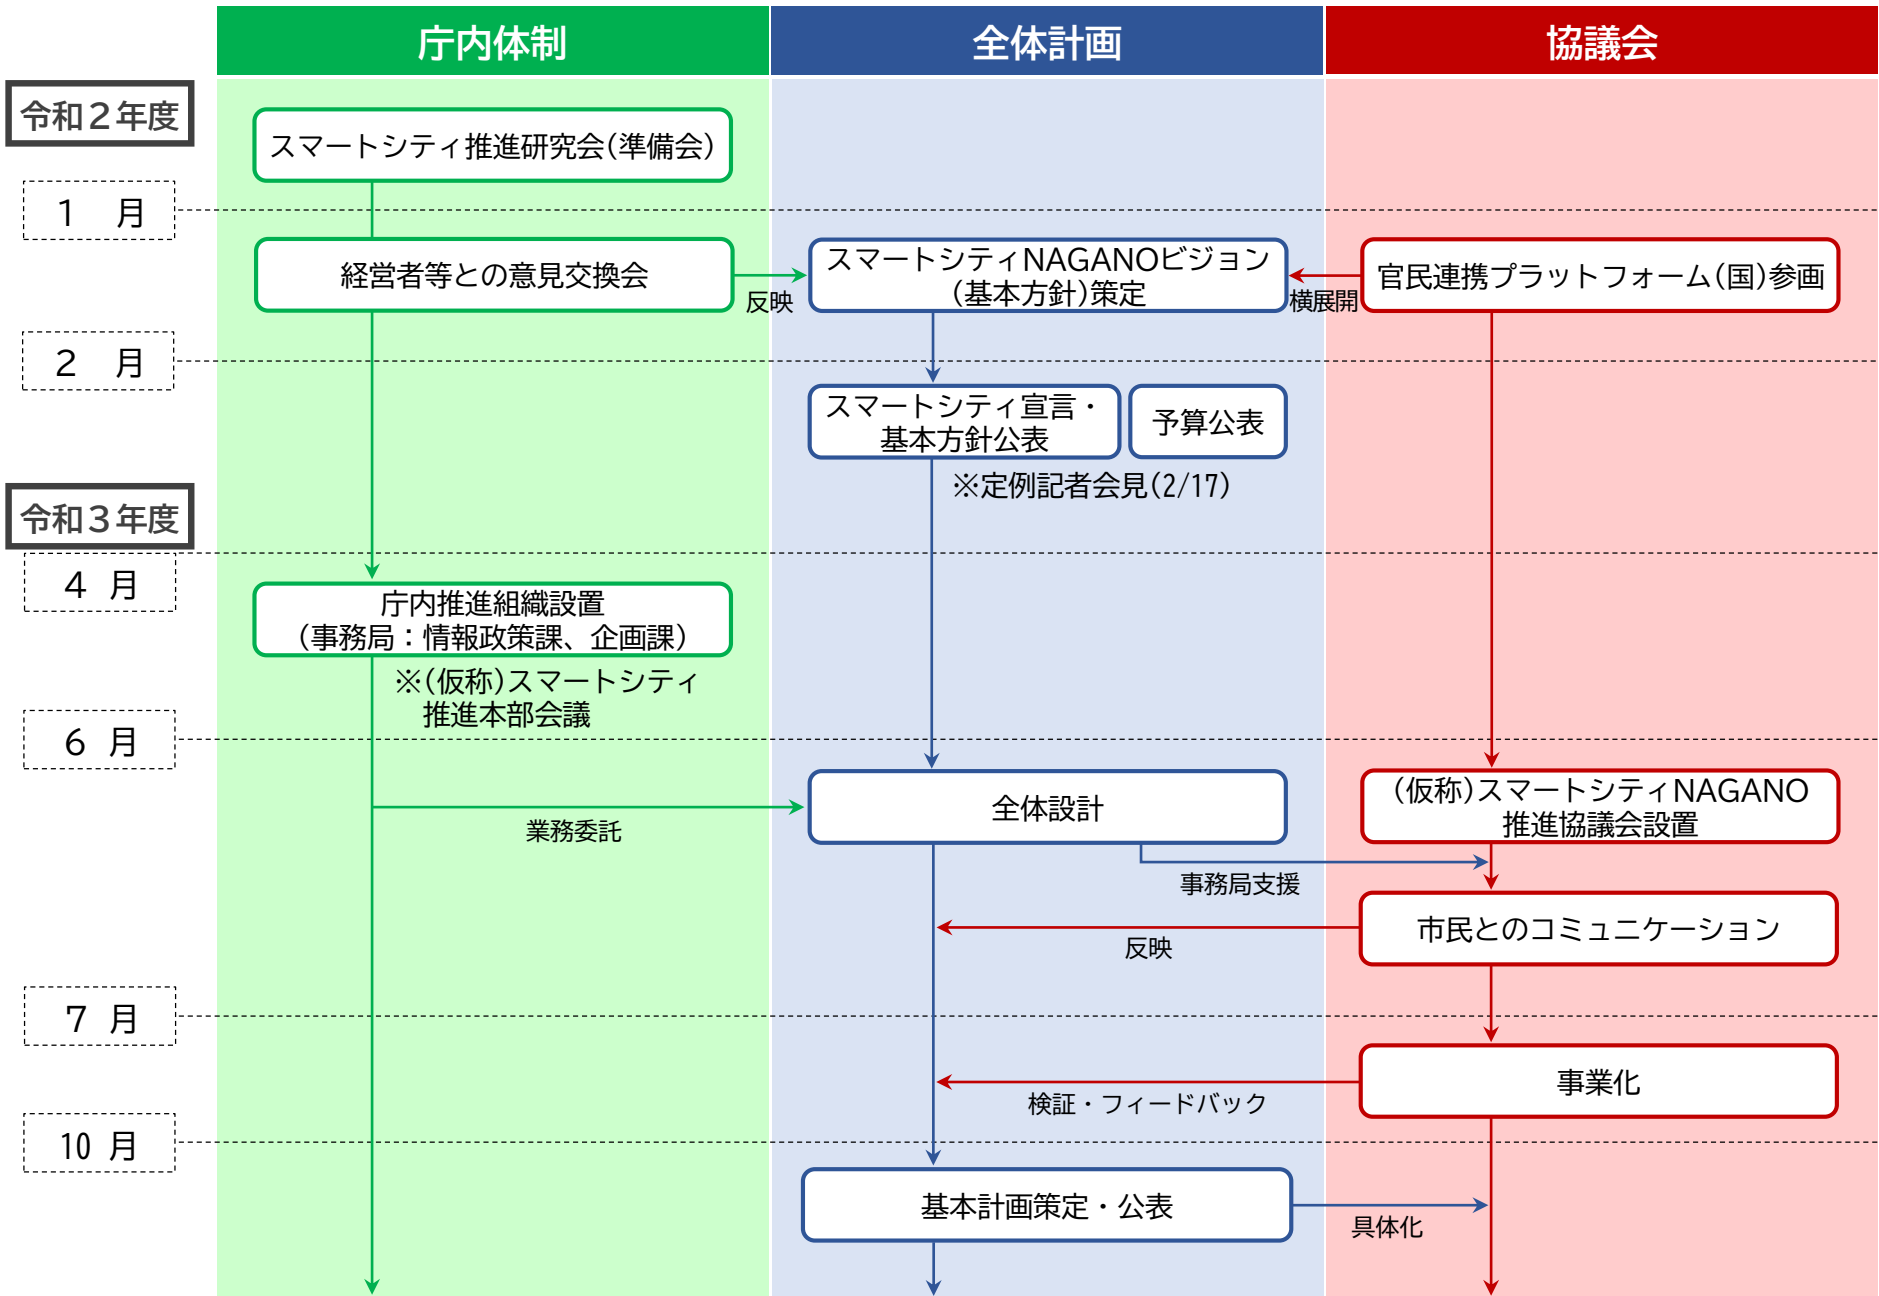 庁内体制
全体計画
協議会
令和２年度
スマートシティ推進研究会(準備会)
１　月
経営者等との意見交換会
反映
スマートシティNAGANOビジョン
(基本方針)策定
横展開
官民連携プラットフォーム(国)参画
２　月
スマートシティ宣言・
基本方針公表
予算公表
※定例記者会見(2/17)
令和３年度
４ 月
庁内推進組織設置
(事務局：情報政策課、企画課)
※(仮称)スマートシティ
推進本部会議
６ 月
業務委託
全体設計
(仮称)スマートシティNAGANO
推進協議会設置
事務局支援
市民とのコミュニケーション
反映
７ 月
事業化
検証・フィードバック
10 月
基本計画策定・公表
具体化